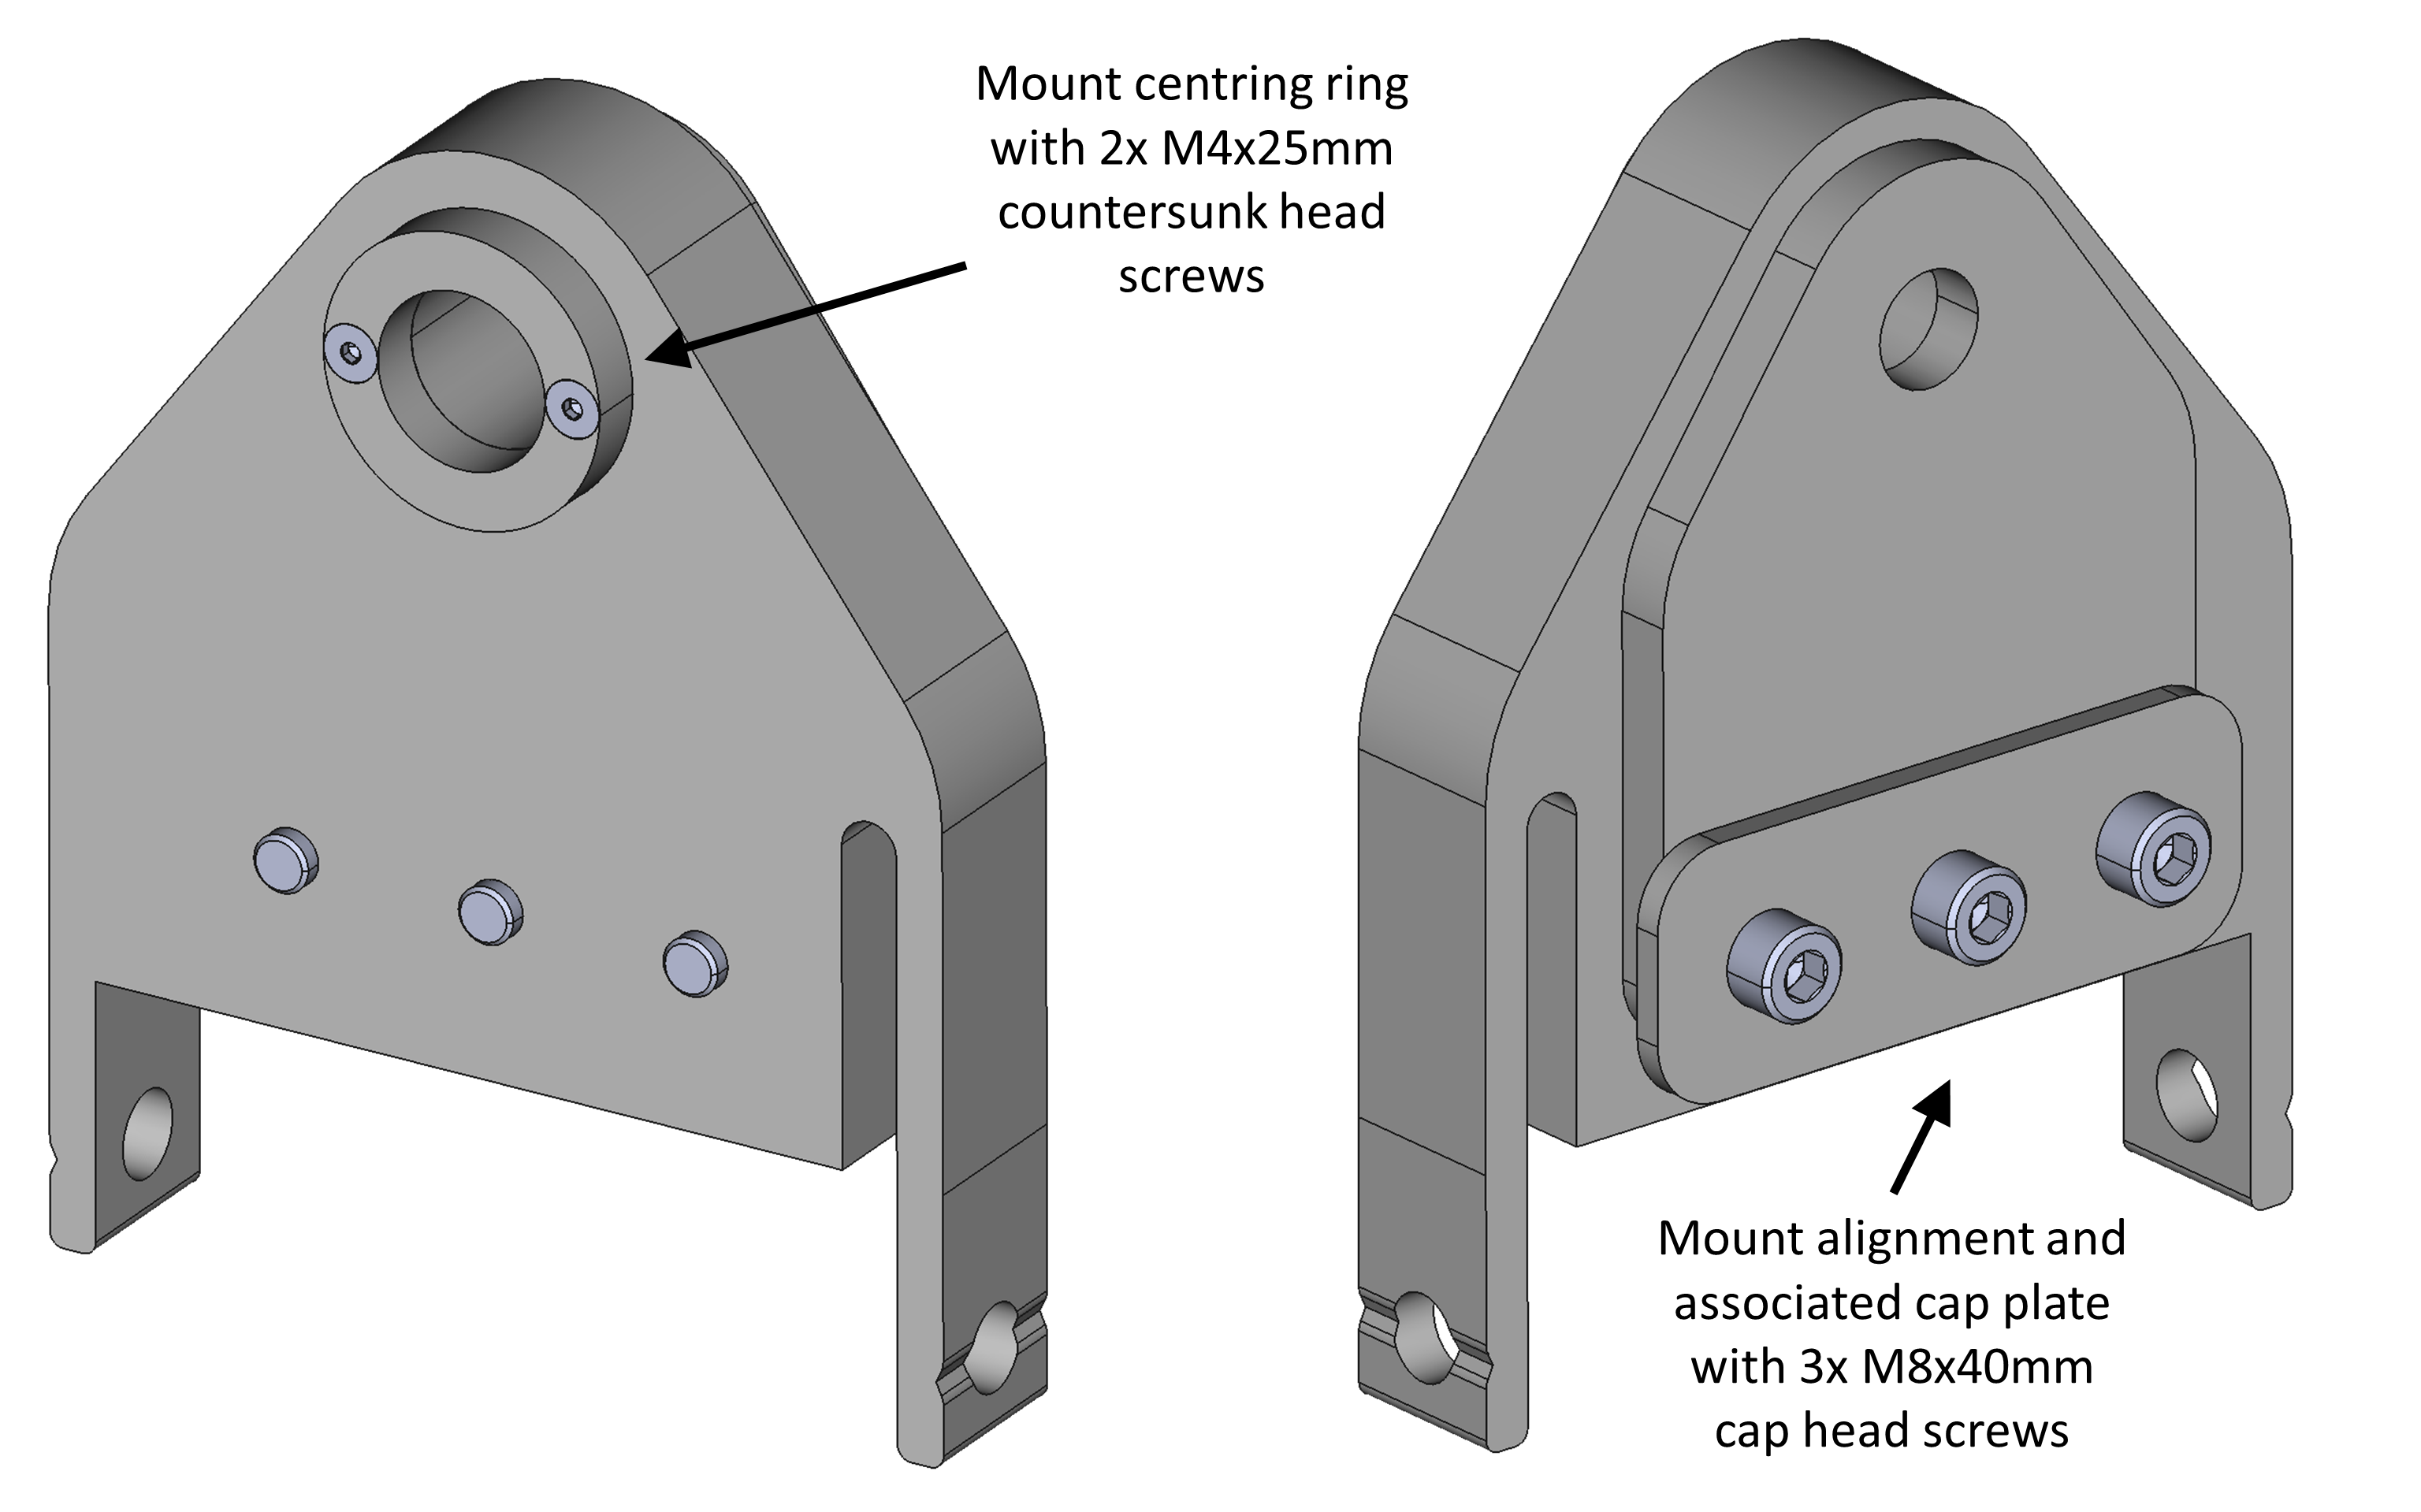 Mount centring ring
with 2x M4x25mm
countersunk head
screws
Mount alignment and
associated cap plate
with 3x M8x40mm
cap head screws